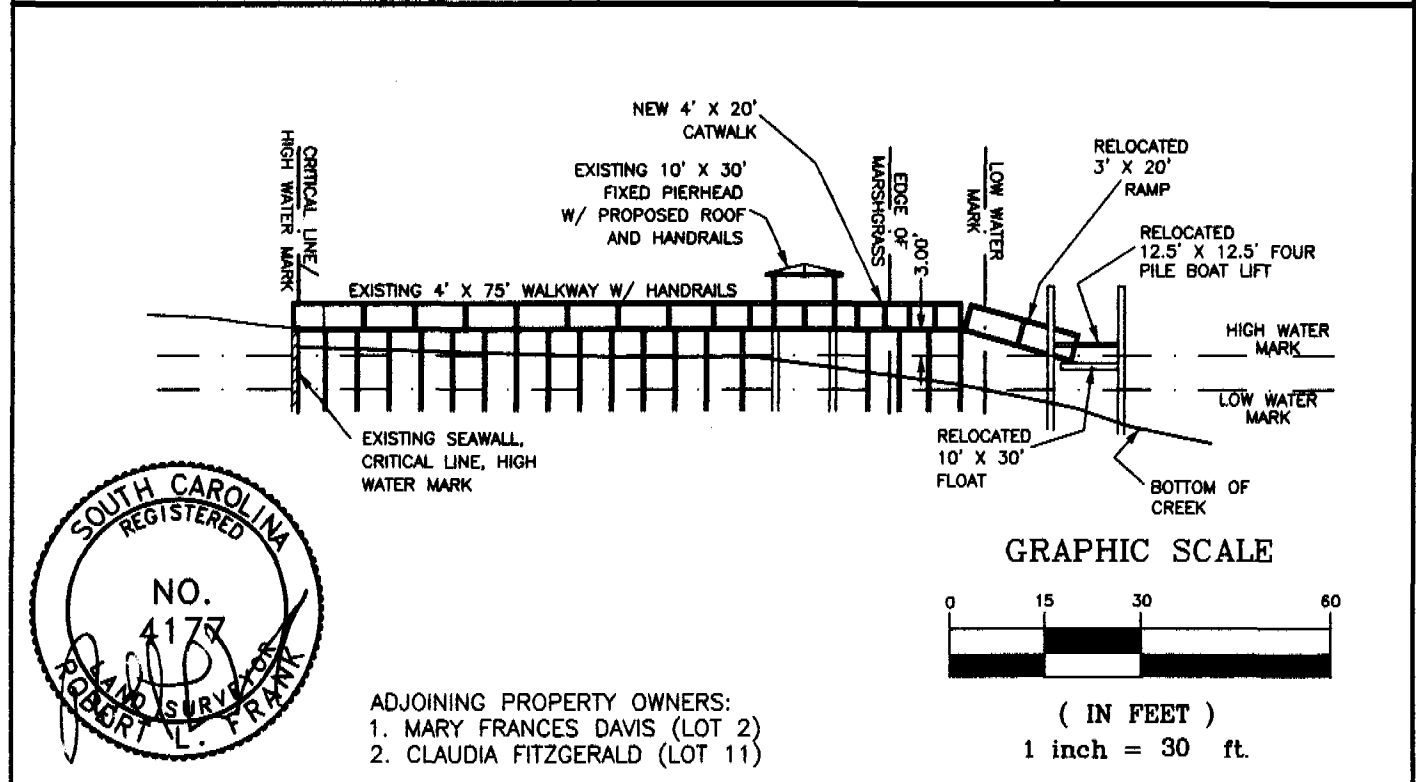 NEW 4' X 20'
CATWALK
EXISTING 10' X 30'
FIXED PIERHEAD
W/ PROPOSED ROOF
AND HANDRAILS
CRITICAL LINE/
HIGH WATER MARK
EXISTING 4' X 75' WALKWAY W/ HANDRAILS
EDGE OF
MARSHGRASS
3.00'
LOW WATER
MARK
RELOCATED
3' X 20'
RAMP
RELOCATED
12.5' X 12.5' FOUR
PILE BOAT LIFT
HIGH WATER
MARK
LOW WATER
MARK
EXISTING SEAWALL,
CRITICAL LINE, HIGH
WATER MARK
RELOCATED
10' X 30'
FLOAT
BOTTOM OF
CREEK
SOUTH CAROLINA
REGISTERED
NO.
4177
LAND SURVEYOR
ROBERT L. FRANK
ADJOINING PROPERTY OWNERS:
1. MARY FRANCES DAVIS (LOT 2)
2. CLAUDIA FITZGERALD (LOT 11)
GRAPHIC SCALE
0 15 30 60
( IN FEET )
1 inch = 30 ft.